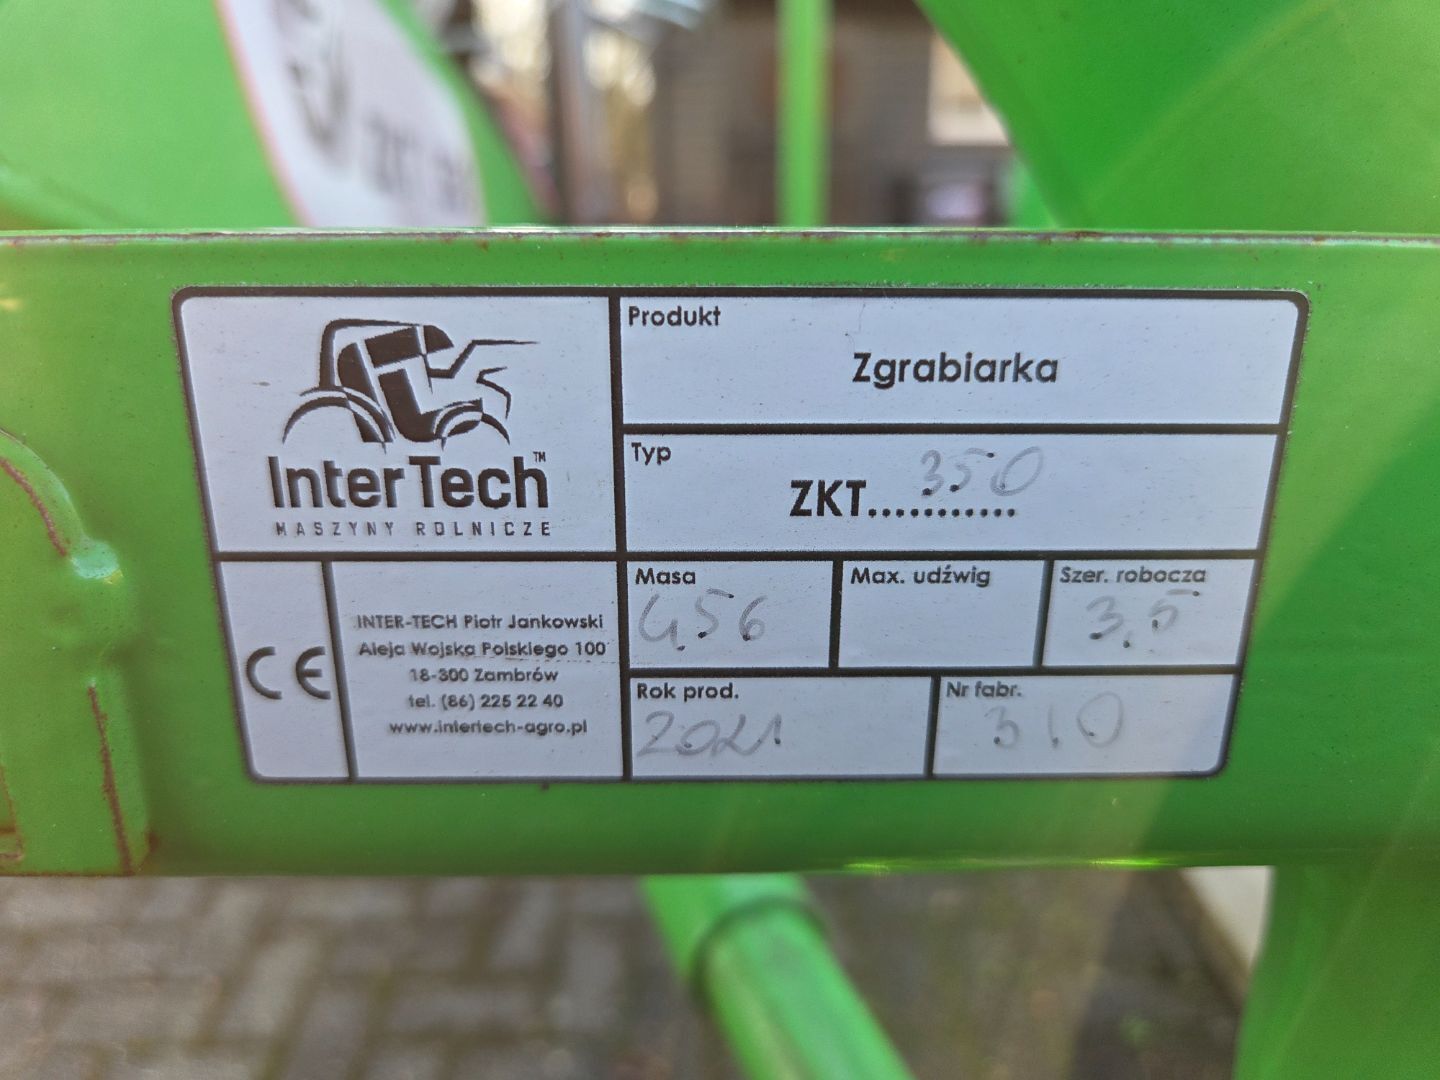 Inter Tech™
MASZYNY ROLNICZE
Produkt
Zgrabiarka
Typ
ZKT........... 350
CE
INTER-TECH Piotr Jankowski
Aleja Wojska Polskiego 100
18-300 Zambrów
tel. (86) 225 22 40
www.intertech-agro.pl
Masa
456
Max. udźwig
Szer. robocza
3,5
Rok prod.
2021
Nr fabr.
310